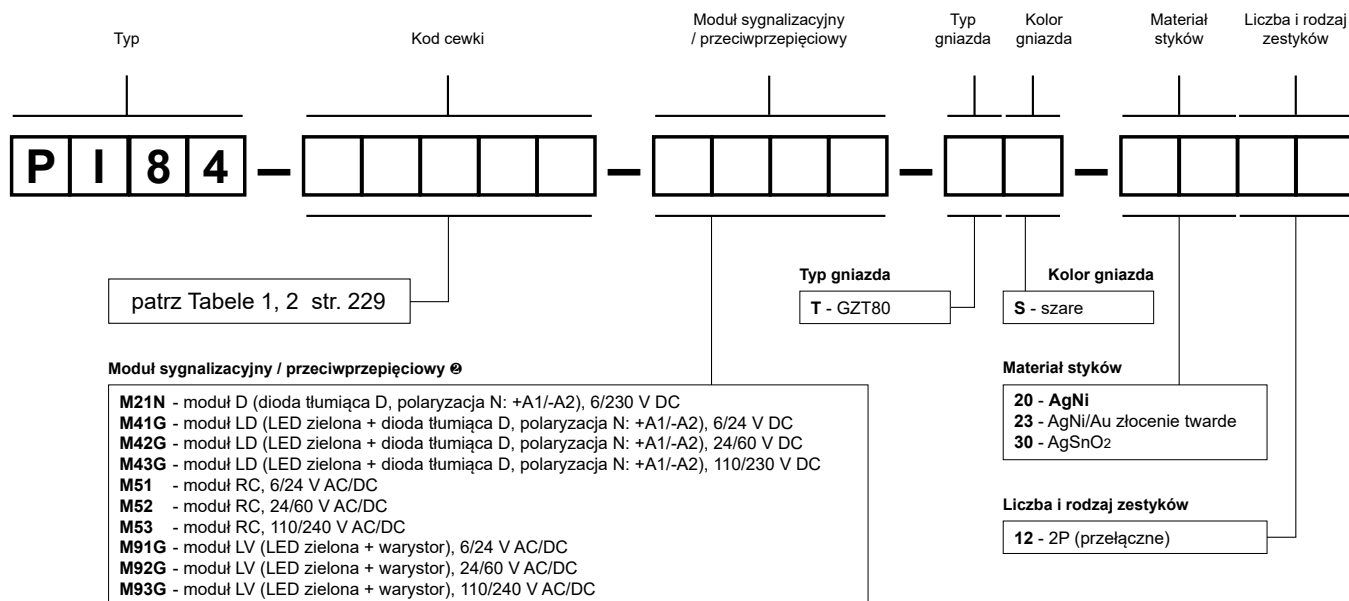 Typ
Kod cewki
Moduł sygnalizacyjny
/ przeciwprzepięciowy
Typ
gniazda
Kolor
gniazda
Materiał
styków
Liczba i rodzaj
zestyków
P I 8 4 – – – –
patrz Tabele 1, 2 str. 229
Typ gniazda
T - GZT80
Kolor gniazda
S - szare
Moduł sygnalizacyjny / przeciwprzepięciowy ❷
M21N - moduł D (dioda tłumiąca D, polaryzacja N: +A1/-A2), 6/230 V DC
M41G - moduł LD (LED zielona + dioda tłumiąca D, polaryzacja N: +A1/-A2), 6/24 V DC
M42G - moduł LD (LED zielona + dioda tłumiąca D, polaryzacja N: +A1/-A2), 24/60 V DC
M43G - moduł LD (LED zielona + dioda tłumiąca D, polaryzacja N: +A1/-A2), 110/230 V DC
M51 - moduł RC, 6/24 V AC/DC
M52 - moduł RC, 24/60 V AC/DC
M53 - moduł RC, 110/240 V AC/DC
M91G - moduł LV (LED zielona + warystor), 6/24 V AC/DC
M92G - moduł LV (LED zielona + warystor), 24/60 V AC/DC
M93G - moduł LV (LED zielona + warystor), 110/240 V AC/DC
Materiał styków
20 - AgNi
23 - AgNi/Au złocenie twarde
30 - AgSnO2
Liczba i rodzaj zestyków
12 - 2P (przełączne)